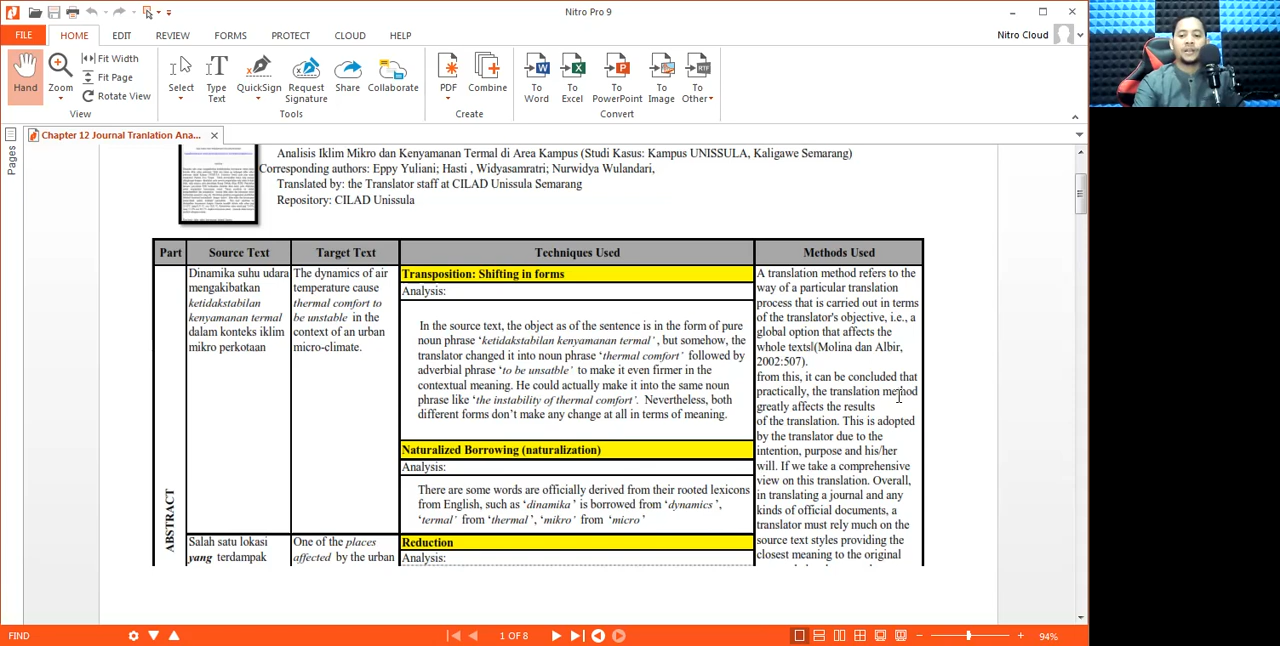 Nitro Pro 9
FILE
HOME
EDIT
REVIEW
FORMS
PROTECT
CLOUD
HELP
Nitro Cloud
Hand
Zoom
Fit Width
Fit Page
Rotate View
View
Select
Type
Text
QuickSign
Request
Signature
Share
Collaborate
Tools
PDF
Combine
Create
To
Word
To
Excel
To
PowerPoint
To
Image
To
Other
Convert
Chapter 12 Journal Tranlation Ana...
Pages
Analisis Iklim Mikro dan Kenyamanan Termal di Area Kampus (Studi Kasus: Kampus UNISSULA, Kaligawe Semarang)
Corresponding authors: Eppy Yuliani; Hasti , Widyasamratri; Nurwidya Wulandari,
Translated by: the Translator staff at CILAD Unissula Semarang
Repository: CILAD Unissula
Part
Source Text
Target Text
Techniques Used
Methods Used
ABSTRACT
Dinamika suhu udara
mengakibatkan
ketidakstabilan
kenyamanan termal
dalam konteks iklim
mikro perkotaan
The dynamics of air
temperature cause
thermal comfort to
be unstable in the
context of an urban
micro-climate.
Transposition: Shifting in forms
Analysis:
In the source text, the object as of the sentence is in the form of pure
noun phrase ‘ketidakstabilan kenyamanan termal’, but somehow, the
translator changed it into noun phrase ‘thermal comfort’ followed by
adverbial phrase ‘to be unsatble’ to make it even firmer in the
contextual meaning. He could actually make it into the same noun
phrase like ‘the instability of thermal comfort’. Nevertheless, both
different forms don’t make any change at all in terms of meaning.
Naturalized Borrowing (naturalization)
Analysis:
There are some words are officially derived from their rooted lexicons
from English, such as ‘dinamika’ is borrowed from ‘dynamics’,
‘termal’ from ‘thermal’, ‘mikro’ from ‘micro’
A translation method refers to the
way of a particular translation
process that is carried out in terms
of the translator's objective, i.e., a
global option that affects the
whole textsl(Molina dan Albir,
2002:507).
from this, it can be concluded that
practically, the translation method
greatly affects the results
of the translation. This is adopted
by the translator due to the
intention, purpose and his/her
will. If we take a comprehensive
view on this translation. Overall,
in translating a journal and any
kinds of official documents, a
translator must rely much on the
source text styles providing the
closest meaning to the original
Salah satu lokasi
yang terdampak
One of the places
affected by the urban
Reduction
Analysis:
FIND
1 OF 8
94%